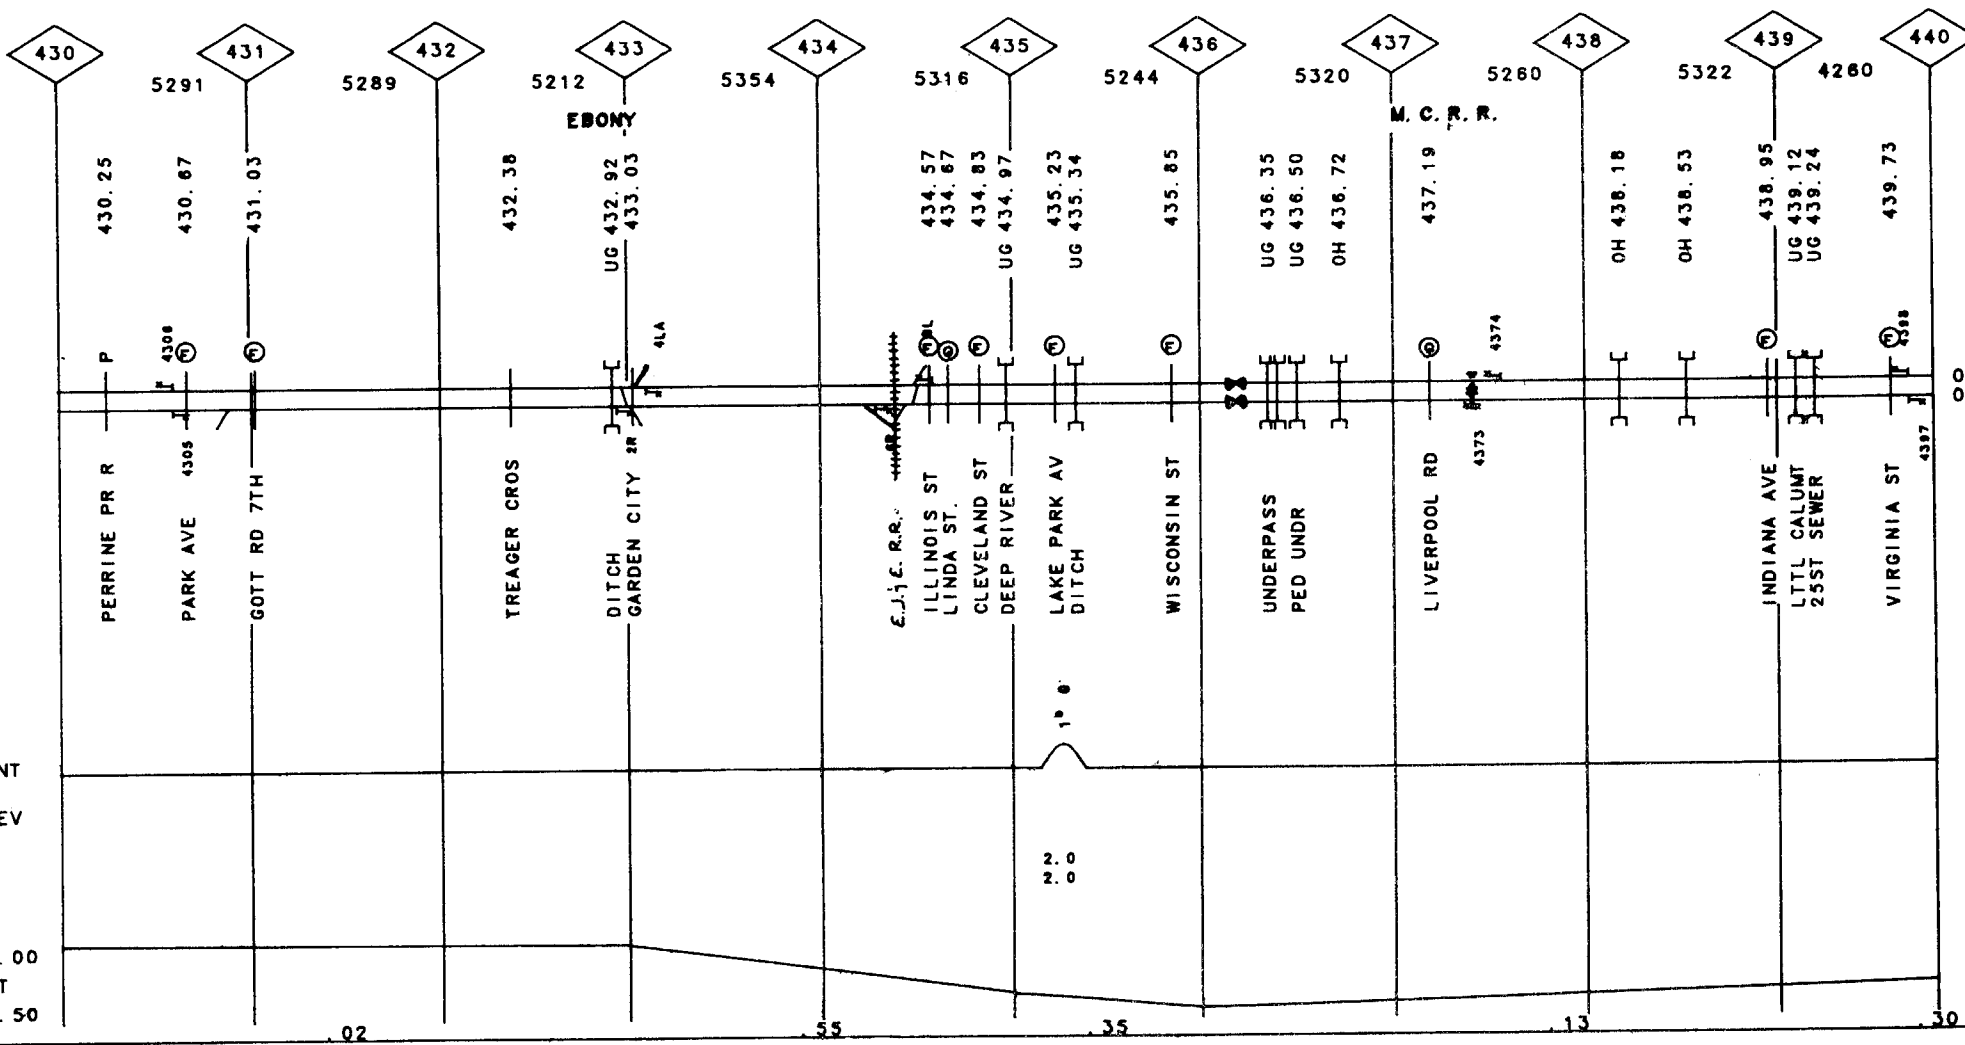 430 431 432 433 434 435 436 437 438 439 440
5291 5289 5212 5354 5316 5244 5320 5260 5322 4260
EBONY
M. C. R. R.
430. 25
430. 67
431. 03
432. 38
UG 432. 92
433. 03
434. 57
434. 67
434. 83
UG 434. 97
435. 23
UG 435. 34
435. 85
UG 436. 35
UG 436. 50
OH 436. 72
437. 19
OH 438. 18
OH 438. 53
438. 95
UG 439. 12
UG 439. 24
439. 73
P
4306
4LA
4374
4398
0
0
4305
2R
4373
4397
PERRINE PR R
PARK AVE
GOTT RD 7TH
TREAGER CROS
DITCH
GARDEN CITY
E.J. & E. R.R.
ILLINOIS ST
LINDA ST.
CLEVELAND ST
DEEP RIVER
LAKE PARK AV
DITCH
WISCONSIN ST
UNDERPASS
PED UNDR
LIVERPOOL RD
INDIANA AVE
LTTL CALUMT
25ST SEWER
VIRGINIA ST
1° 0'
NT
EV
2. 0
2. 0
. 00
T
. 50
. 02 . 55 . 35 . 13 . 30